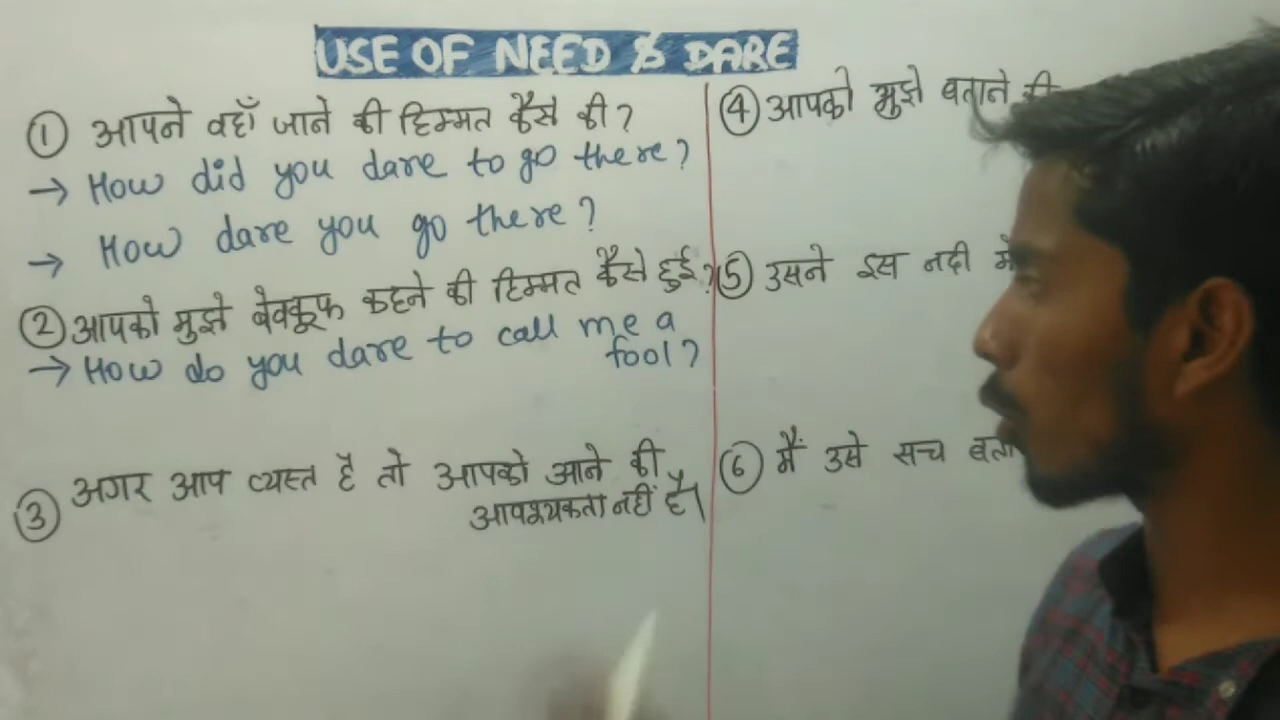 USE OF NEED & DARE
① आपने वहाँ जाने की हिम्मत कैसे की?
→ How did you dare to go there?
→ How dare you go there?
② आपको मुझे बेवकूफ कहने की हिम्मत कैसे हुई?
→ How do you dare to call me a
fool?
③ अगर आप व्यस्त है तो आपको आने की
आपश्यकता नहीं है।
④ आपको मुझे बताने की
⑤ उसने इस नदी में
⑥ मैं उसे सच